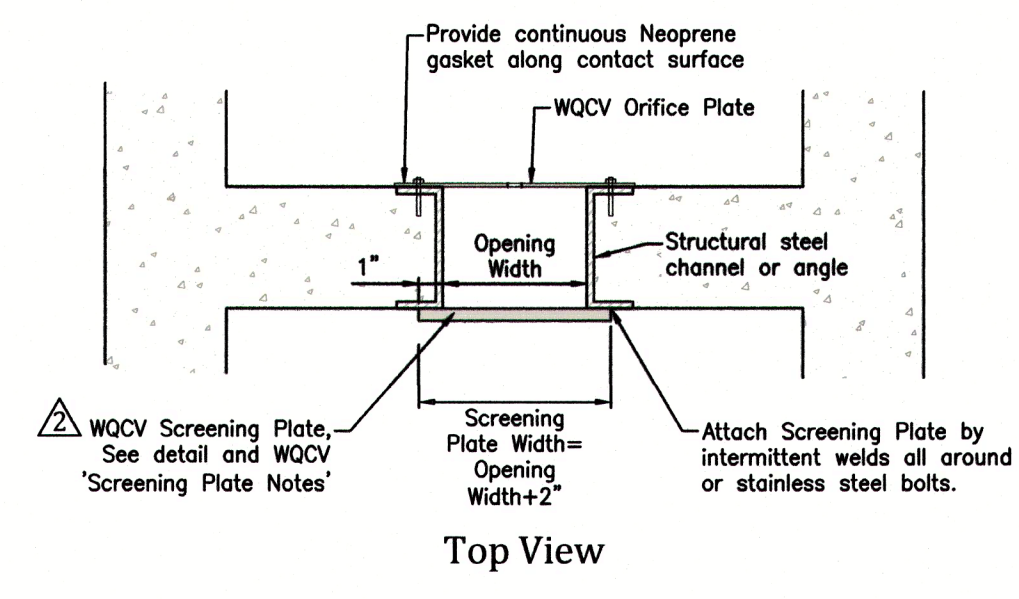 Provide continuous Neoprene
gasket along contact surface
WQCV Orifice Plate
Opening
Width
1"
Structural steel
channel or angle
2
WQCV Screening Plate,
See detail and WQCV
'Screening Plate Notes'
Screening
Plate Width=
Opening
Width+2"
Attach Screening Plate by
intermittent welds all around
or stainless steel bolts.
Top View